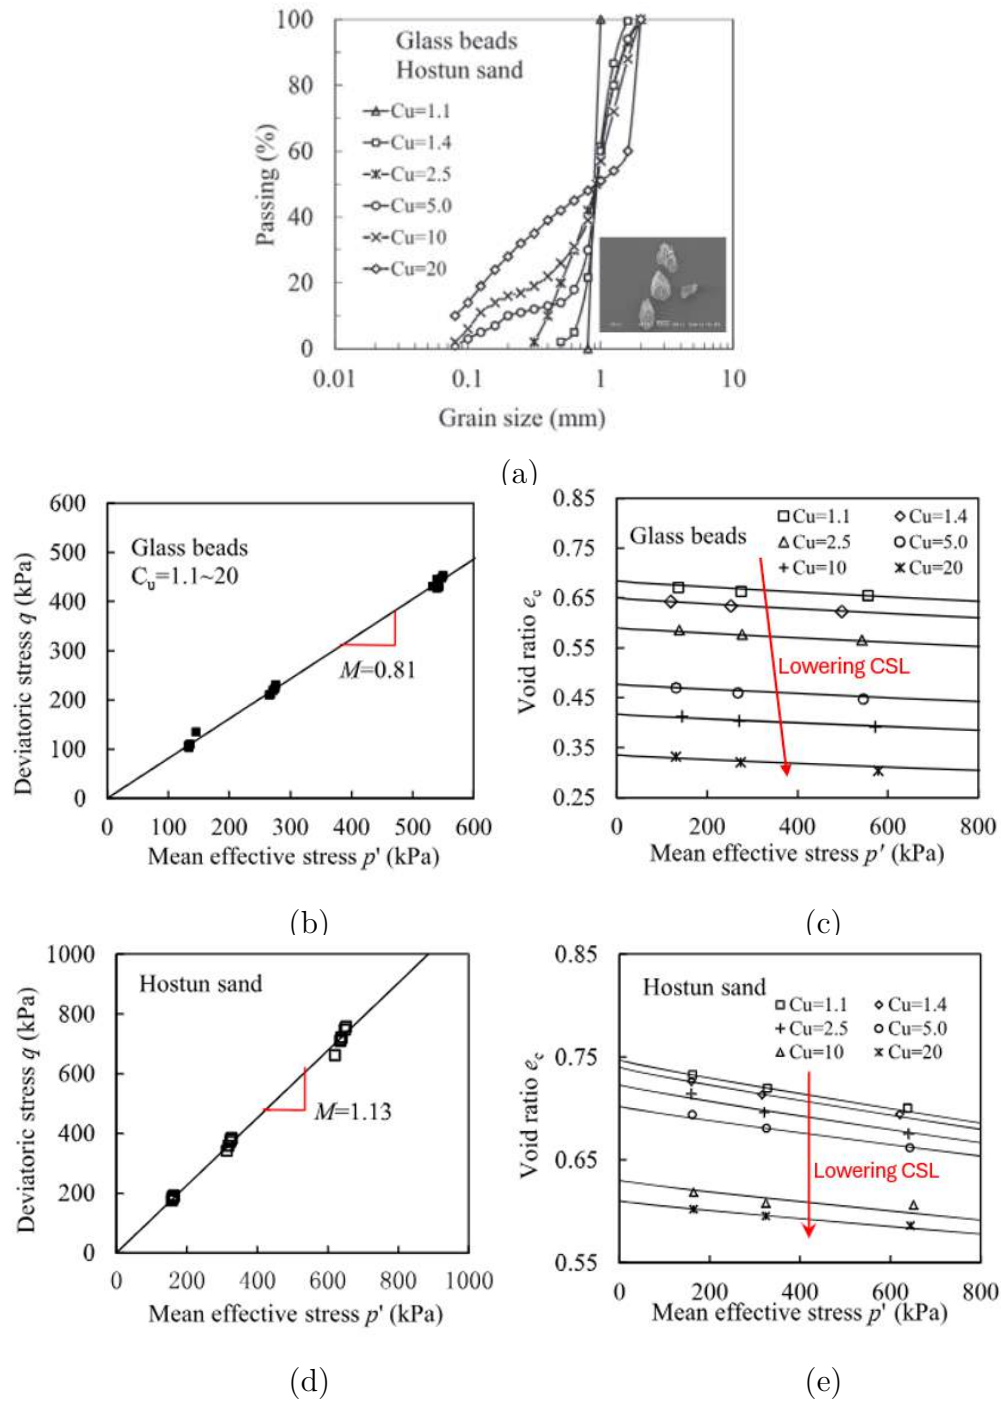 100
80
60
40
20
0
Passing (%)
Glass beads
Hostun sand
Cu=1.1
Cu=1.4
Cu=2.5
Cu=5.0
Cu=10
Cu=20
0.01 0.1 1 10
Grain size (mm)
(a)
600
500
400
300
200
100
0
Deviatoric stress q (kPa)
Glass beads
Cu=1.1~20
M=0.81
0 100 200 300 400 500 600
Mean effective stress p' (kPa)
(b)
0.85
0.75
0.65
0.55
0.45
0.35
0.25
Void ratio ec
Glass beads
Cu=1.1 Cu=1.4
Cu=2.5 Cu=5.0
Cu=10 Cu=20
Lowering CSL
0 200 400 600 800
Mean effective stress p' (kPa)
(c)
1000
800
600
400
200
0
Deviatoric stress q (kPa)
Hostun sand
M=1.13
0 200 400 600 800 1000
Mean effective stress p' (kPa)
(d)
0.85
0.75
0.65
0.55
Void ratio ec
Hostun sand
Cu=1.1 Cu=1.4
Cu=2.5 Cu=5.0
Cu=10 Cu=20
Lowering CSL
0 200 400 600 800
Mean effective stress p' (kPa)
(e)